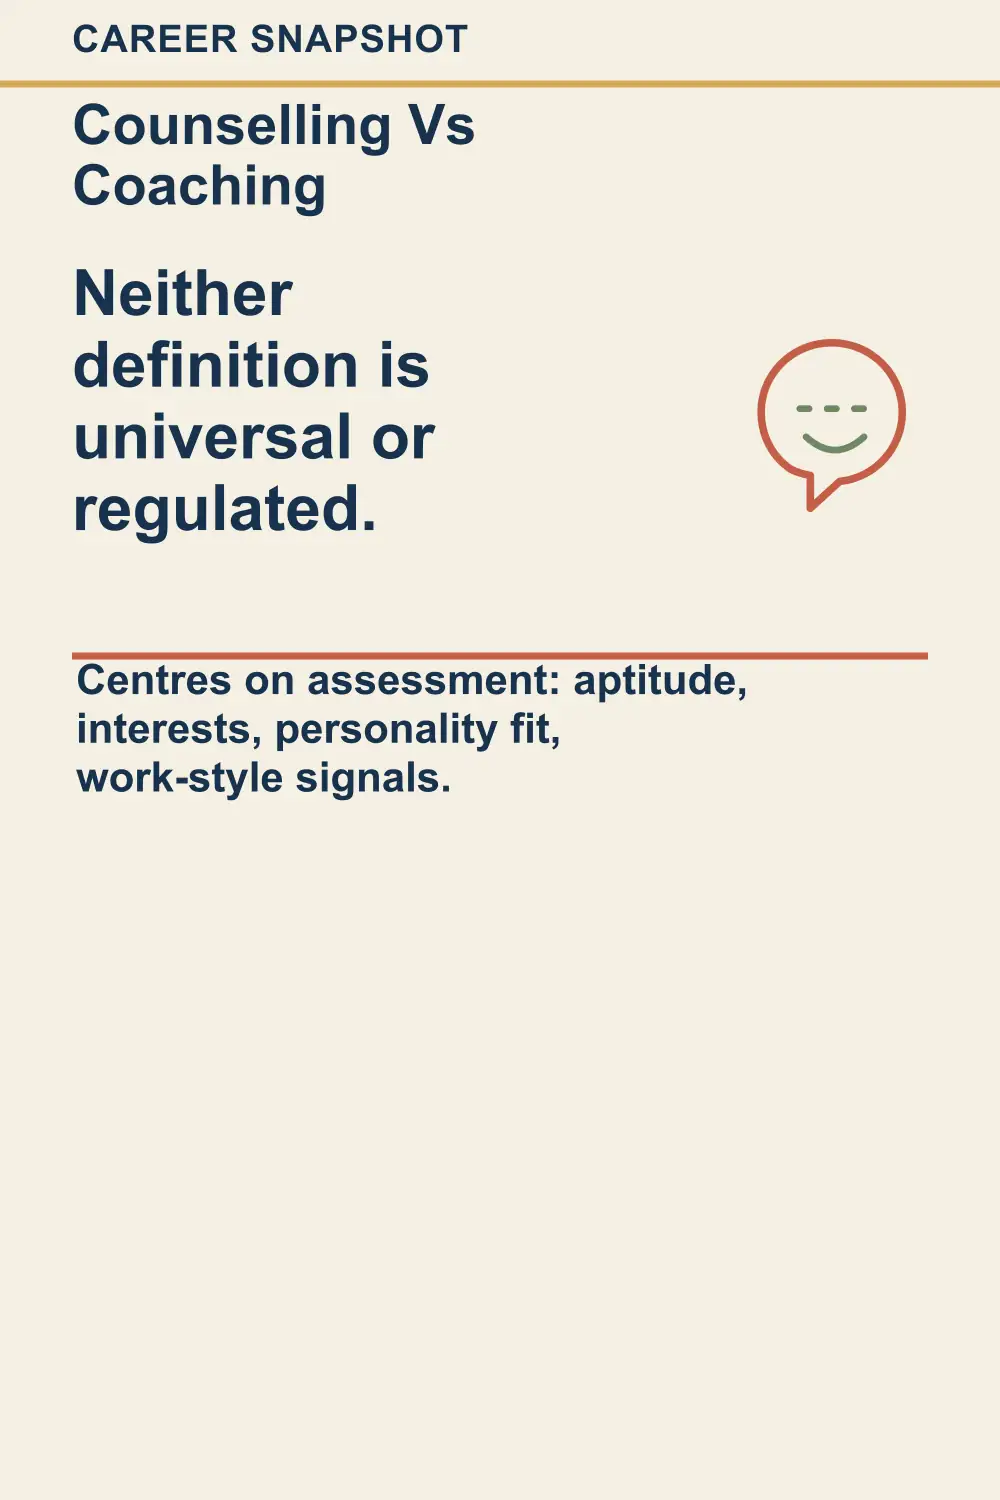 CAREER SNAPSHOT
Counselling Vs
Coaching
Neither
definition is
universal or
regulated.
Centres on assessment: aptitude,
interests, personality fit,
work-style signals.